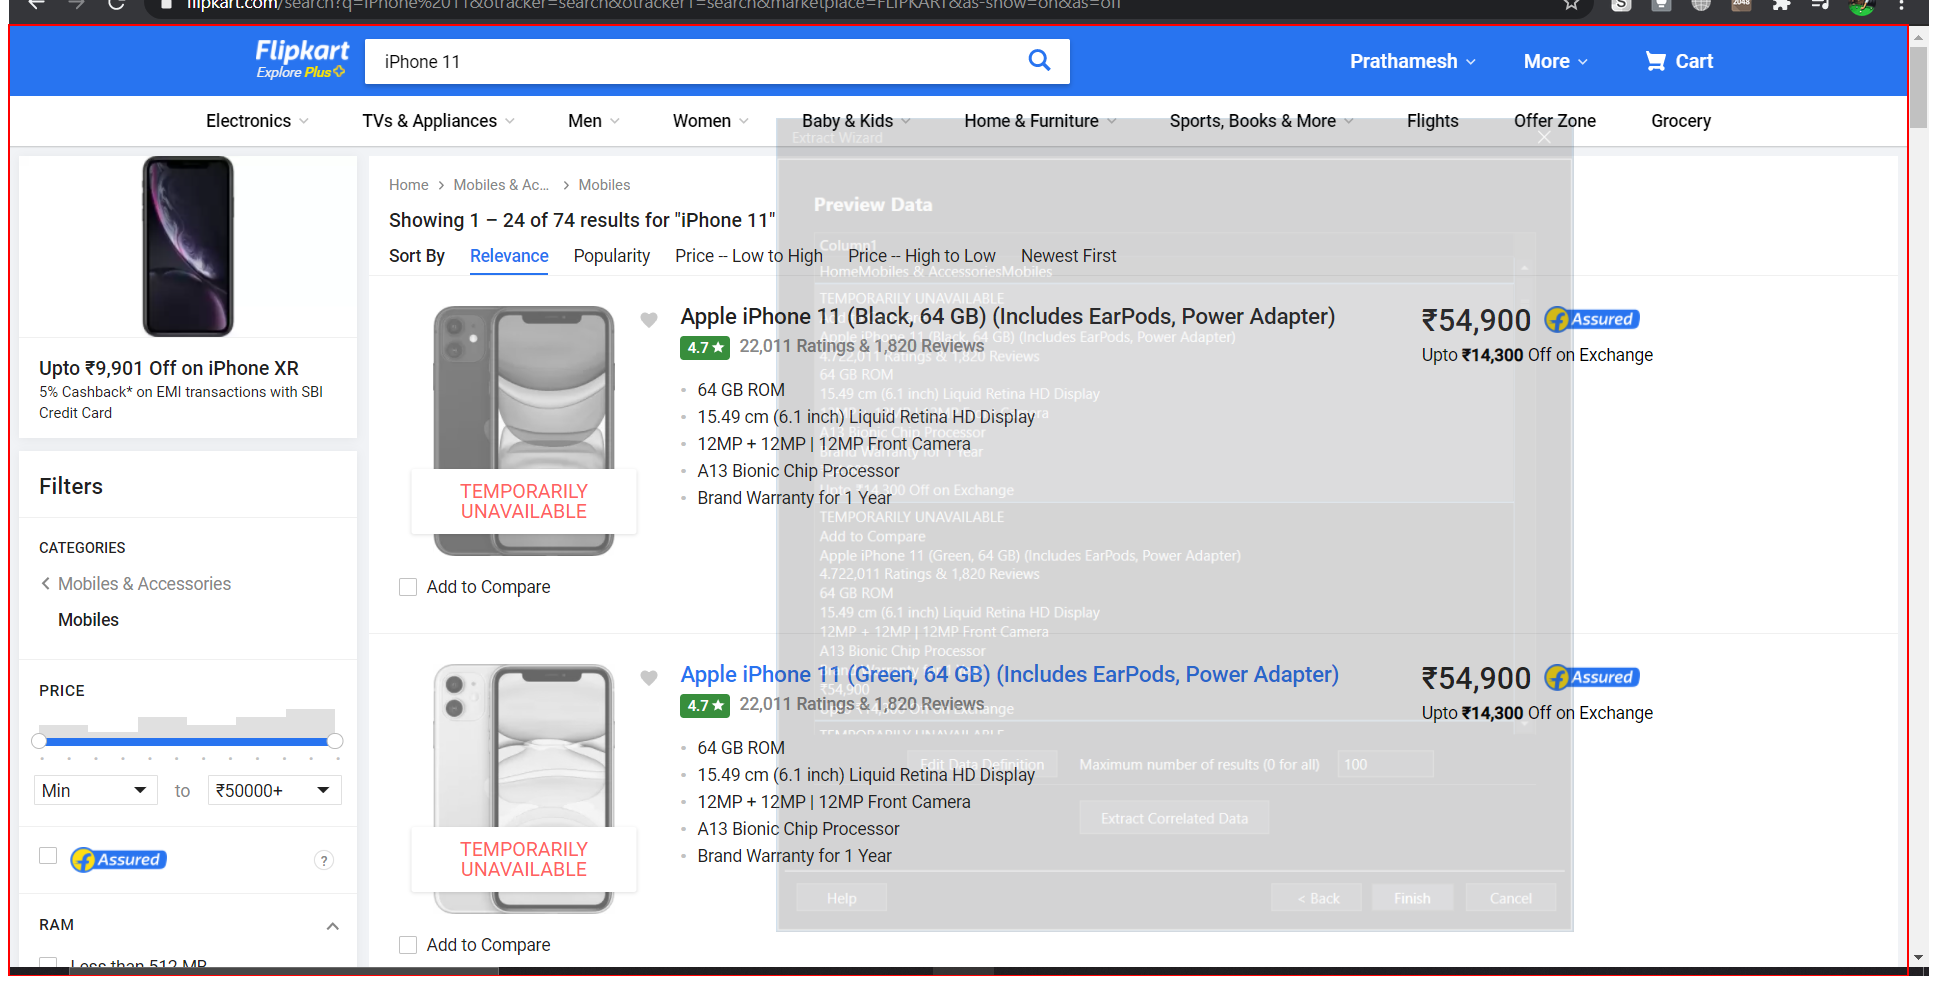 flipkart.com/search?q=iPhone%2011&otracker=search&otracker1=search&marketplace=FLIPKART&as-show=on&as=off
Flipkart
Explore Plus
iPhone 11
Prathamesh
More
Cart
Electronics
TVs & Appliances
Men
Women
Baby & Kids
Home & Furniture
Sports, Books & More
Flights
Offer Zone
Grocery
Upto ₹9,901 Off on iPhone XR
5% Cashback* on EMI transactions with SBI
Credit Card
Filters
CATEGORIES
Mobiles & Accessories
Mobiles
PRICE
Min
to
₹50000+
Assured
?
RAM
Less than 512 MB
Home
Mobiles & Ac...
Mobiles
Showing 1 – 24 of 74 results for "iPhone 11"
Sort By
Relevance
Popularity
Price -- Low to High
Price -- High to Low
Newest First
TEMPORARILY
UNAVAILABLE
Add to Compare
Apple iPhone 11 (Black, 64 GB) (Includes EarPods, Power Adapter)
4.7
22,011 Ratings & 1,820 Reviews
64 GB ROM
15.49 cm (6.1 inch) Liquid Retina HD Display
12MP + 12MP | 12MP Front Camera
A13 Bionic Chip Processor
Brand Warranty for 1 Year
₹54,900
Assured
Upto ₹14,300 Off on Exchange
TEMPORARILY
UNAVAILABLE
Add to Compare
Apple iPhone 11 (Green, 64 GB) (Includes EarPods, Power Adapter)
4.7
22,011 Ratings & 1,820 Reviews
64 GB ROM
15.49 cm (6.1 inch) Liquid Retina HD Display
12MP + 12MP | 12MP Front Camera
A13 Bionic Chip Processor
Brand Warranty for 1 Year
₹54,900
Assured
Upto ₹14,300 Off on Exchange
Extract Wizard
Preview Data
Column1
HomeMobiles & AccessoriesMobiles
TEMPORARILY UNAVAILABLE
Apple iPhone 11 (Black, 64 GB) (Includes EarPods, Power Adapter)
4.722,011 Ratings & 1,820 Reviews
64 GB ROM
15.49 cm (6.1 inch) Liquid Retina HD Display
A13 Bionic Chip Processor
Brand Warranty for 1 Year
Upto ₹14,300 Off on Exchange
TEMPORARILY UNAVAILABLE
Add to Compare
Apple iPhone 11 (Green, 64 GB) (Includes EarPods, Power Adapter)
4.722,011 Ratings & 1,820 Reviews
64 GB ROM
15.49 cm (6.1 inch) Liquid Retina HD Display
12MP + 12MP | 12MP Front Camera
A13 Bionic Chip Processor
Brand Warranty for 1 Year
₹54,900
Upto ₹14,300 Off on Exchange
TEMPORARILY UNAVAILABLE
Edit Data Definition
Maximum number of results (0 for all)
100
Extract Correlated Data
Help
< Back
Finish
Cancel